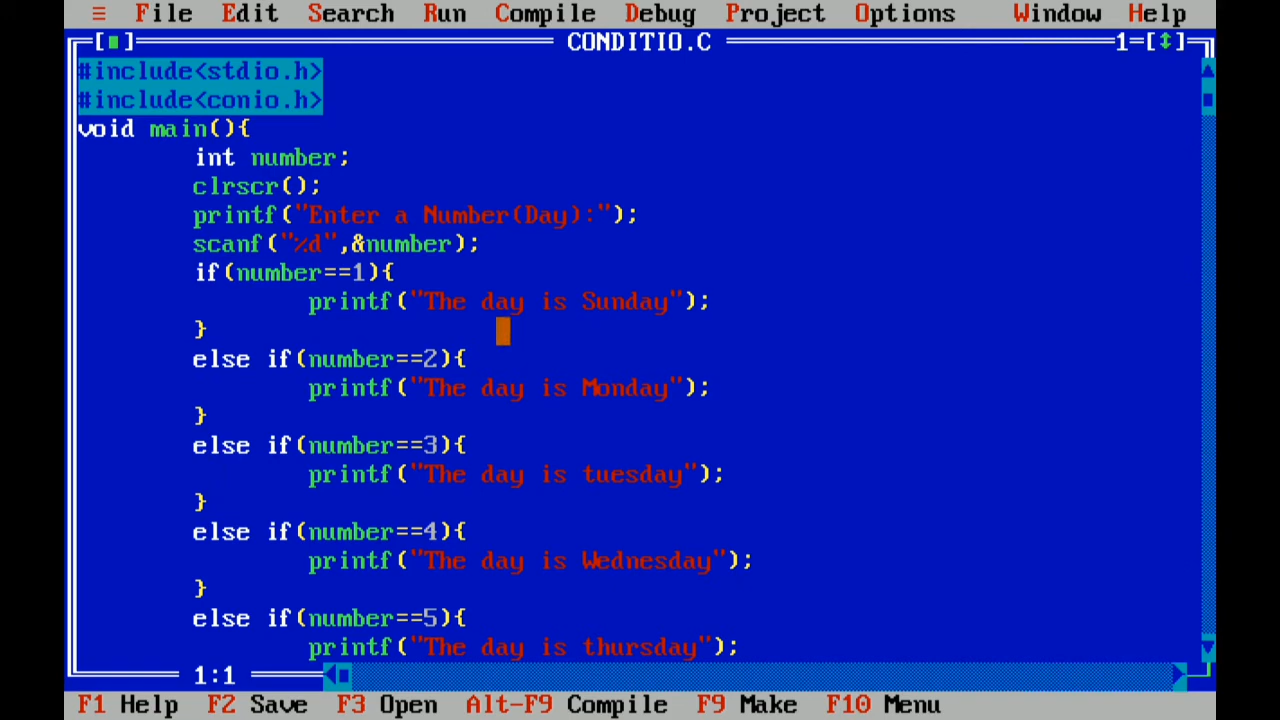 ≡ File Edit Search Run Compile Debug Project Options Window Help
[■] CONDITIO.C 1=[↕]
#include<stdio.h>
#include<conio.h>
void main(){
int number;
clrscr();
printf("Enter a Number(Day):");
scanf("%d",&number);
if(number==1){
printf("The day is Sunday");
}
else if(number==2){
printf("The day is Monday");
}
else if(number==3){
printf("The day is tuesday");
}
else if(number==4){
printf("The day is Wednesday");
}
else if(number==5){
printf("The day is thursday");
1:1
F1 Help F2 Save F3 Open Alt-F9 Compile F9 Make F10 Menu